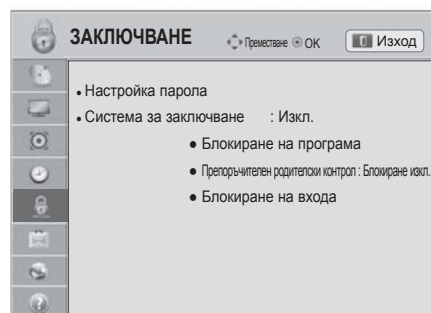 ЗАКЛЮЧВАНЕ Преместване OK Изход
• Настройка парола
• Система за заключване : Изкл.
● Блокиране на програма
● Препоръчителен родителски контрол : Блокиране изкл.
● Блокиране на входа